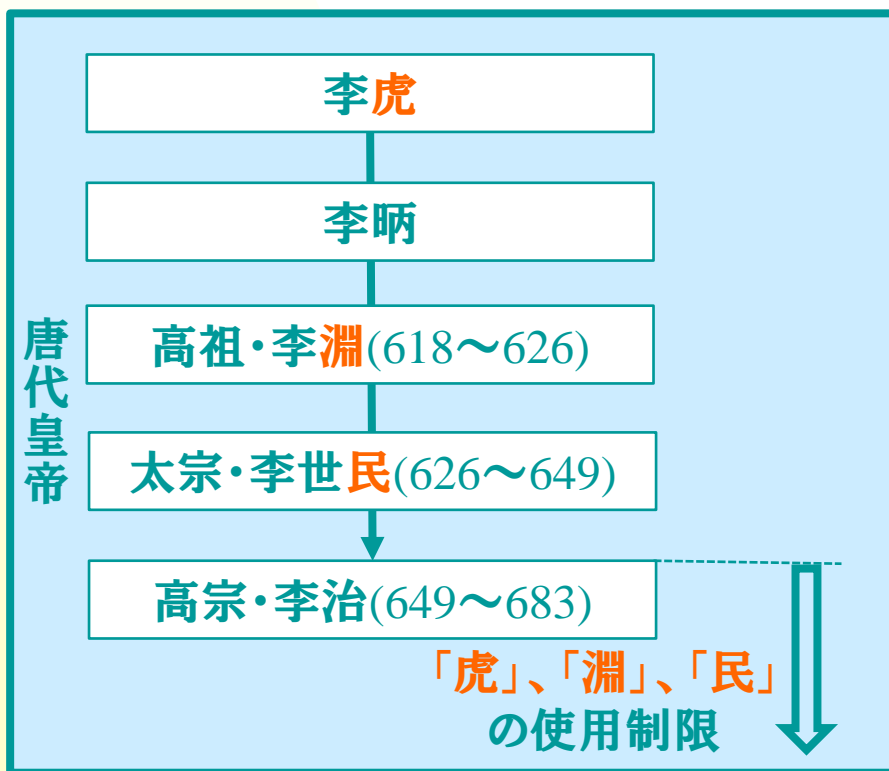 李虎
李昞
唐代皇帝
高祖・李淵(618～626)
太宗・李世民(626～649)
高宗・李治(649～683)
「虎」、「淵」、「民」
の使用制限